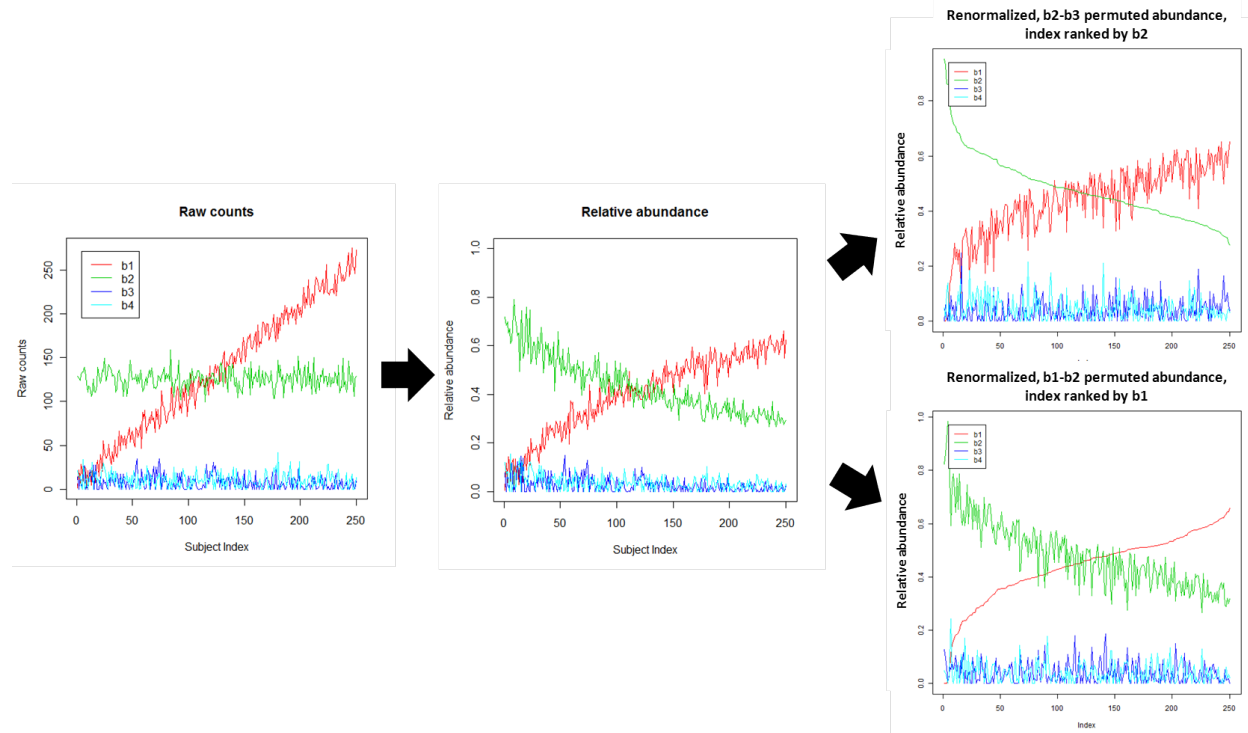 Raw counts
Raw counts
b1
b2
b3
b4
0
50
100
150
200
250
0
50
100
150
200
250
Subject Index
Relative abundance
Relative abundance
0.0
0.2
0.4
0.6
0.8
1.0
0
50
100
150
200
250
Subject Index
Renormalized, b2-b3 permuted abundance,
index ranked by b2
Relative abundance
b1
b2
b3
b4
0.0
0.2
0.4
0.6
0.8
0
50
100
150
200
250
Renormalized, b1-b2 permuted abundance,
index ranked by b1
Relative abundance
b1
b2
b3
b4
0.0
0.2
0.4
0.6
0.8
1.0
0
50
100
150
200
250
Index